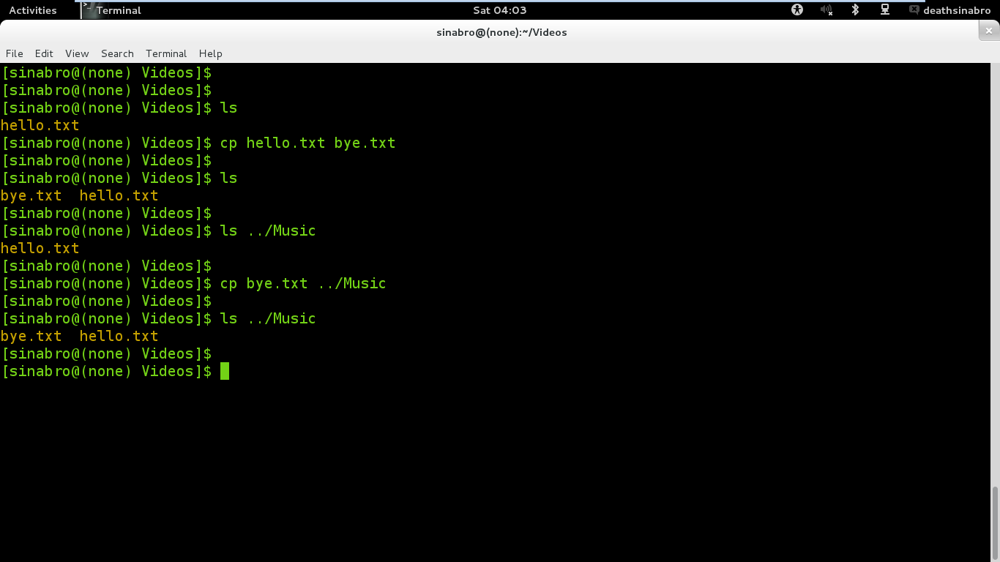 Activities Terminal Sat 04:03 deathsinabro
sinabro@(none):~/Videos
File Edit View Search Terminal Help
[sinabro@(none) Videos]$
[sinabro@(none) Videos]$
[sinabro@(none) Videos]$ ls
hello.txt
[sinabro@(none) Videos]$ cp hello.txt bye.txt
[sinabro@(none) Videos]$
[sinabro@(none) Videos]$ ls
bye.txt  hello.txt
[sinabro@(none) Videos]$
[sinabro@(none) Videos]$ ls ../Music
hello.txt
[sinabro@(none) Videos]$
[sinabro@(none) Videos]$ cp bye.txt ../Music
[sinabro@(none) Videos]$
[sinabro@(none) Videos]$ ls ../Music
bye.txt  hello.txt
[sinabro@(none) Videos]$
[sinabro@(none) Videos]$